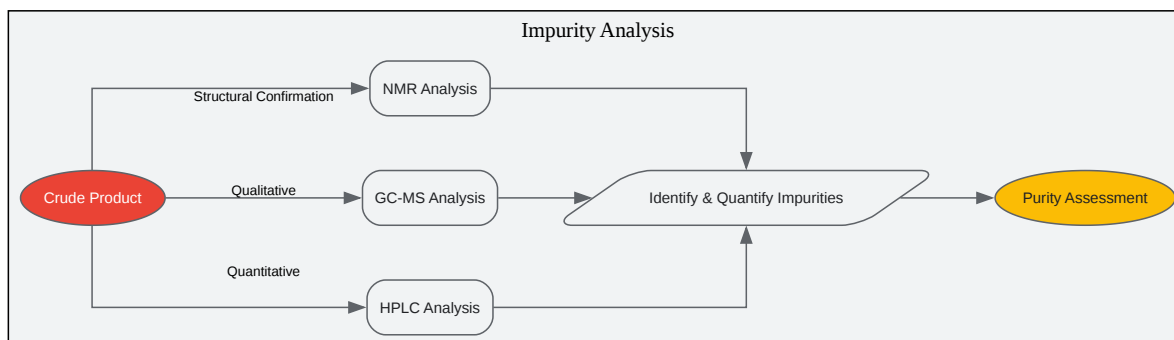 Impurity Analysis
NMR Analysis
Structural Confirmation
Crude Product
Qualitative
GC-MS Analysis
Identify & Quantify Impurities
Purity Assessment
Quantitative
HPLC Analysis